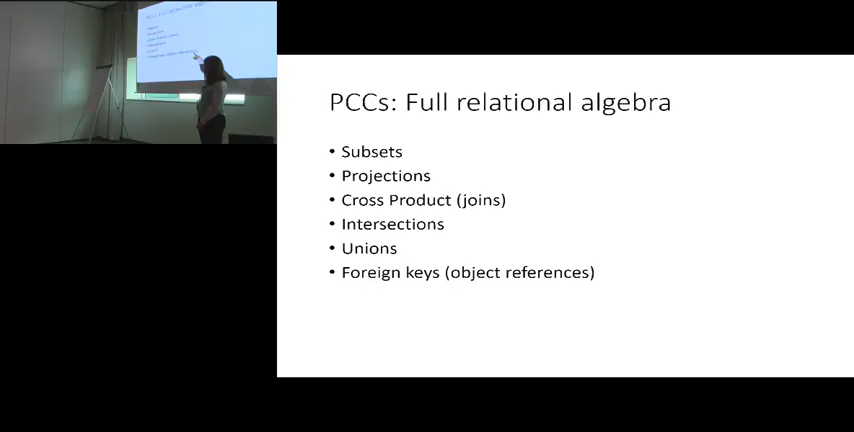 PCCs: Full relational algebra
• Subsets
• Projections
• Cross Product (joins)
• Intersections
• Unions
• Foreign keys (object references)